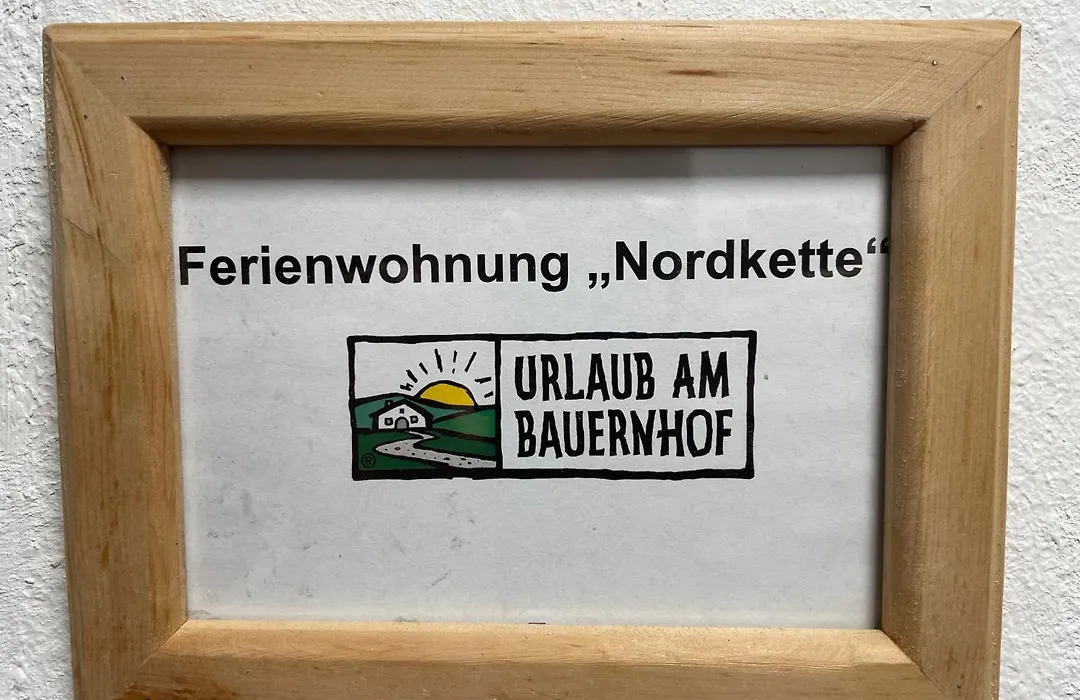 Ferienwohnung „Nordkette“
URLAUB AM
BAUERNHOF
®